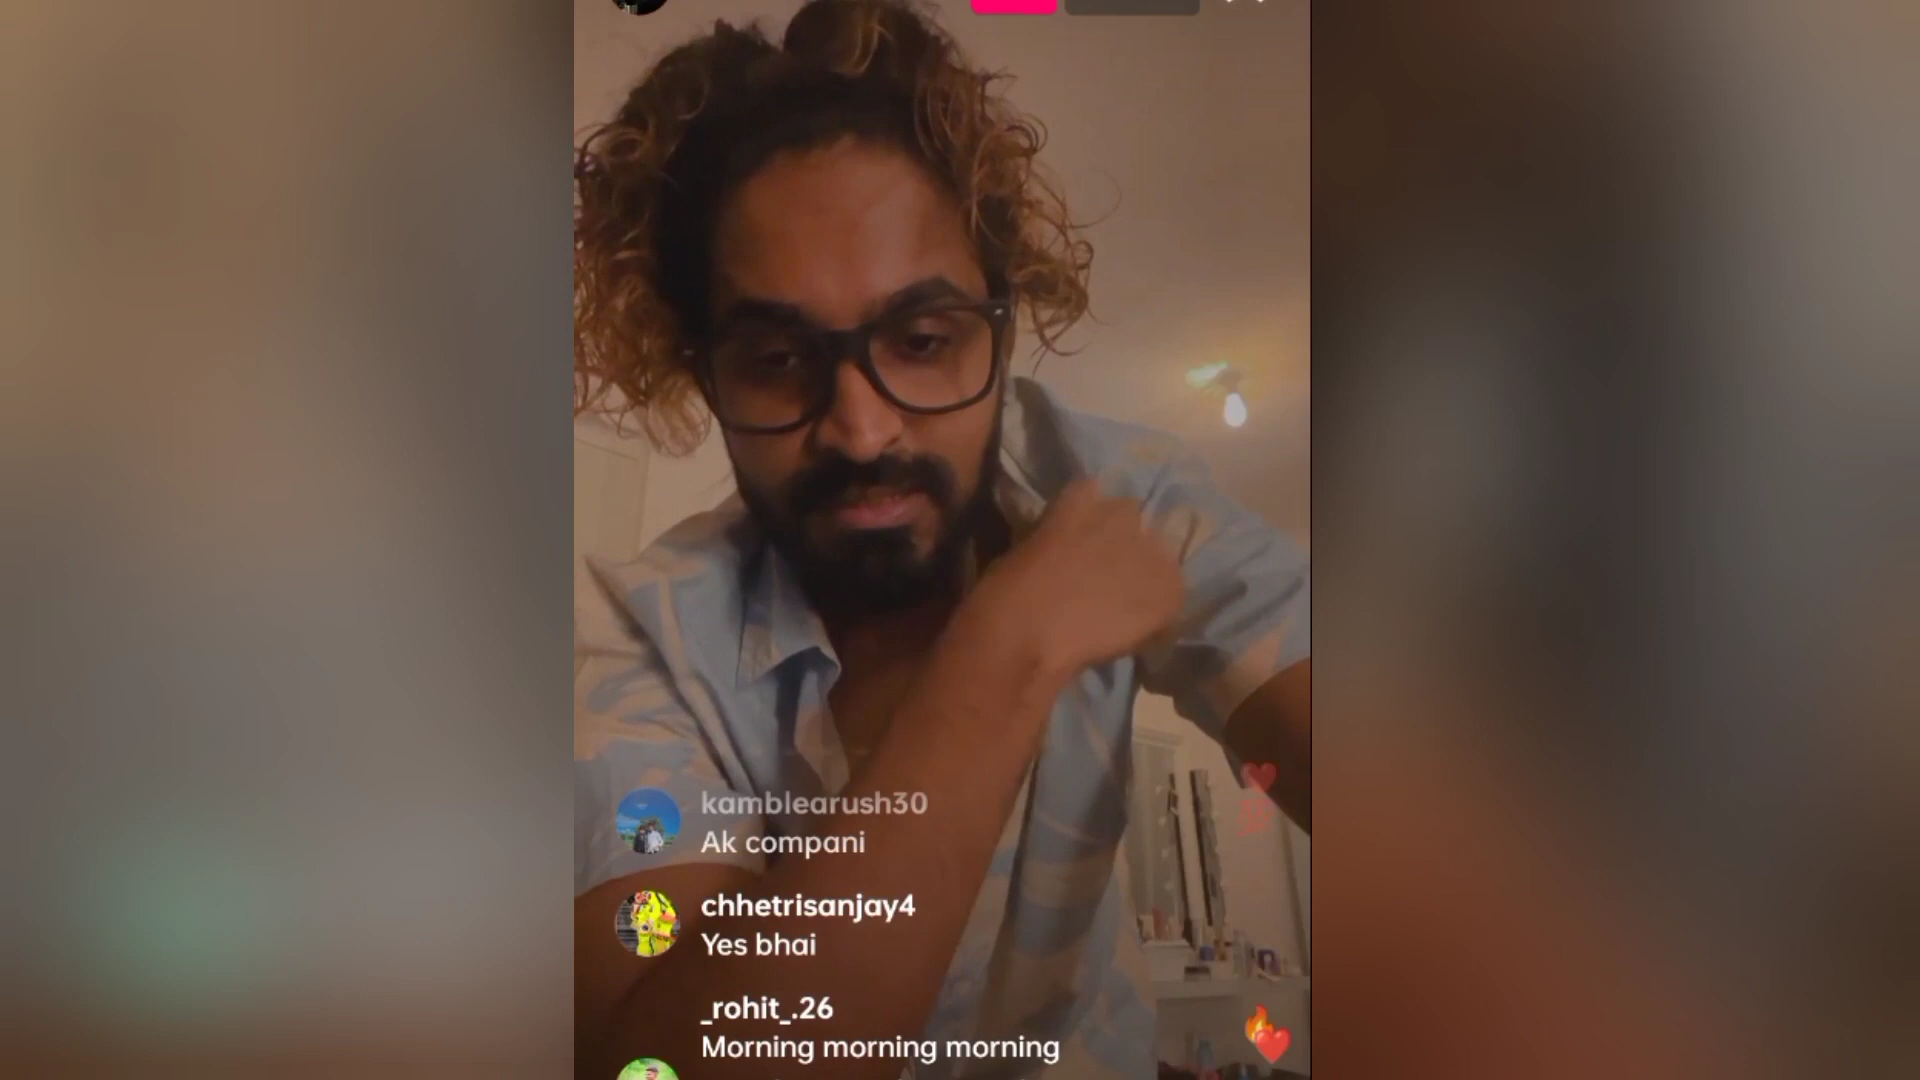 kamblearush30
Ak compani
chhetrisanjay4
Yes bhai
_rohit_.26
Morning morning morning